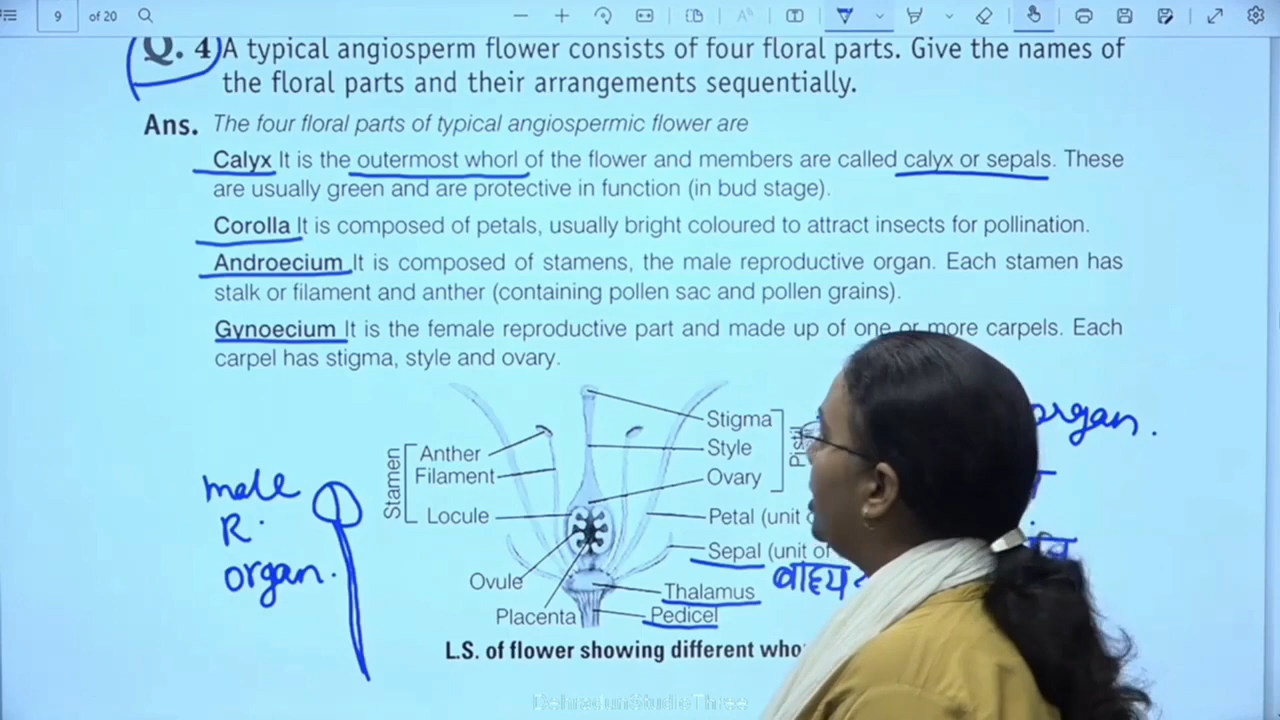 9 of 20
Q. 4 A typical angiosperm flower consists of four floral parts. Give the names of
the floral parts and their arrangements sequentially.
Ans. The four floral parts of typical angiospermic flower are
Calyx It is the outermost whorl of the flower and members are called calyx or sepals. These
are usually green and are protective in function (in bud stage).
Corolla It is composed of petals, usually bright coloured to attract insects for pollination.
Androecium It is composed of stamens, the male reproductive organ. Each stamen has
stalk or filament and anther (containing pollen sac and pollen grains).
Gynoecium It is the female reproductive part and made up of one or more carpels. Each
carpel has stigma, style and ovary.
Stigma
organ.
Style
Anther
Stamen
Filament
Ovary
male
R.
organ.
Locule
Petal (unit
Sepal (unit of
Ovule
Thalamus
Placenta
Pedicel
L.S. of flower showing different
DehradunStudioThree